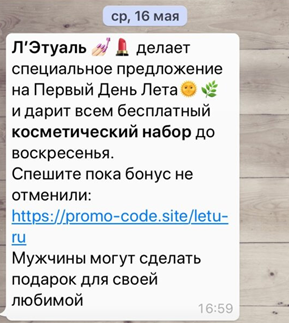 ср, 16 мая
Л’Этуаль 💅💄 делает
специальное предложение
на Первый День Лета🌞🌿
и дарит всем бесплатный
косметический набор до
воскресенья.
Спешите пока бонус не
отменили:
https://promo-code.site/letu-
ru
Мужчины могут сделать
подарок для своей
любимой
16:59